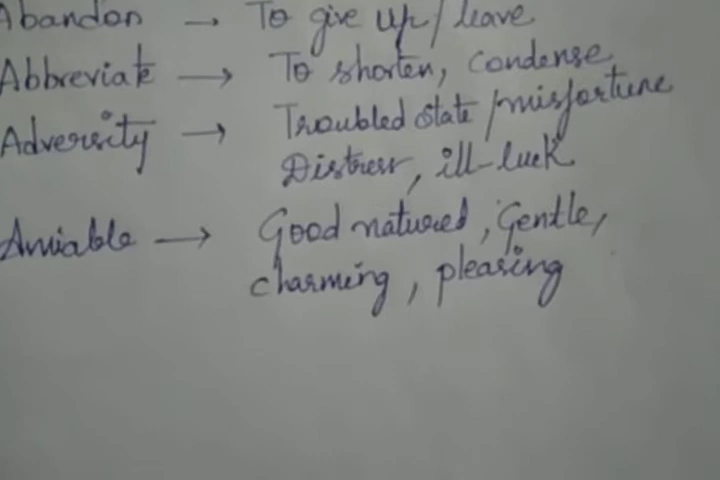 Abandon → To give up/leave
Abbreviate → To shorten, condense
Adversity → Troubled state/misfortune
Distress, ill-luck
Amiable → Good natured, Gentle,
charming, pleasing